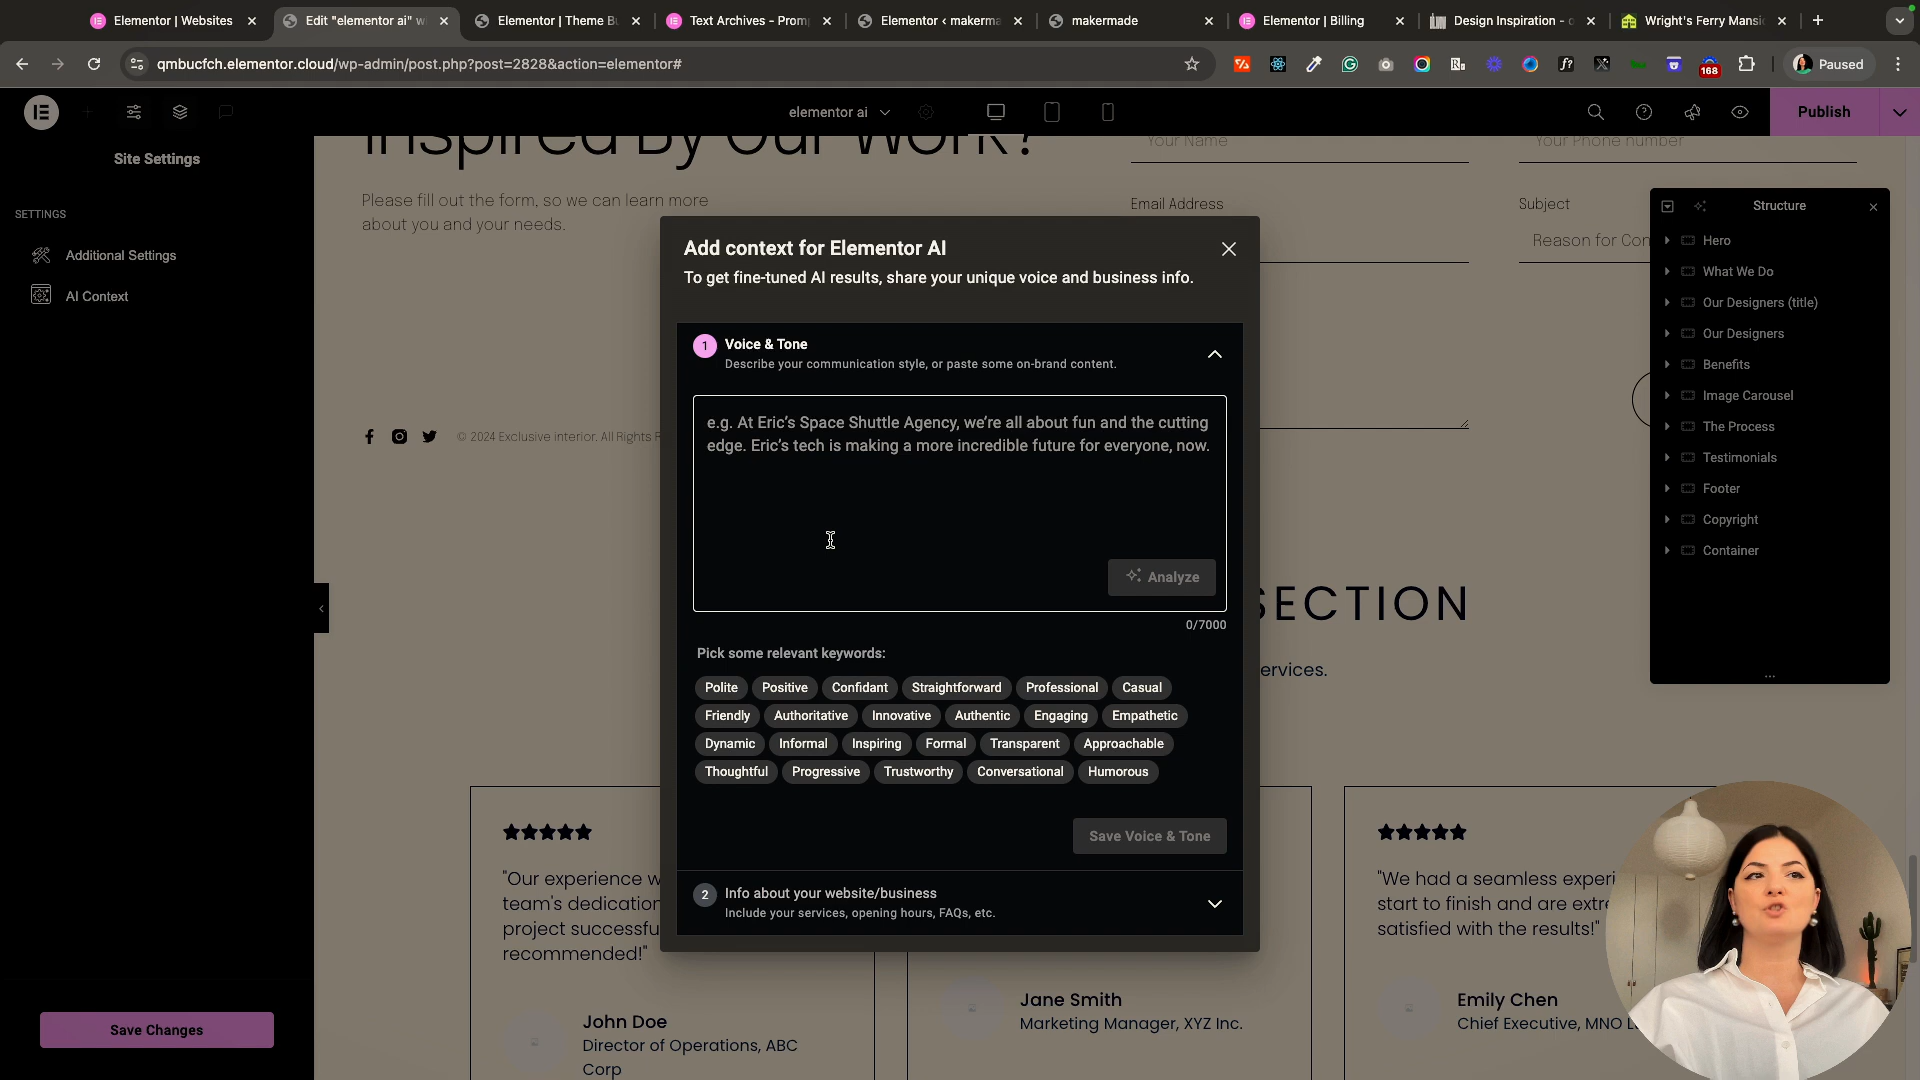 Elementor | Websites
Edit "elementor ai" w
Elementor | Theme Bu
Text Archives - Promp
Elementor < makerma
makermade
Elementor | Billing
Design Inspiration - o
Wright's Ferry Mansi
qmbucfch.elementor.cloud/wp-admin/post.php?post=2828&action=elementor#
168
Paused
elementor ai
Publish
Site Settings
SETTINGS
Additional Settings
AI Context
Save Changes
Inspired By Our Work?
Please fill out the form, so we can learn more
about you and your needs.
Your Name
Your Phone number
Email Address
Subject
Reason for Con
© 2024 Exclusive interior. All Rights
SECTION
ervices.
Add context for Elementor AI
To get fine-tuned AI results, share your unique voice and business info.
1
Voice & Tone
Describe your communication style, or paste some on-brand content.
e.g. At Eric's Space Shuttle Agency, we're all about fun and the cutting
edge. Eric's tech is making a more incredible future for everyone, now.
Analyze
0/7000
Pick some relevant keywords:
Polite Positive Confidant Straightforward Professional Casual
Friendly Authoritative Innovative Authentic Engaging Empathetic
Dynamic Informal Inspiring Formal Transparent Approachable
Thoughtful Progressive Trustworthy Conversational Humorous
Save Voice & Tone
2
Info about your website/business
Include your services, opening hours, FAQs, etc.
Structure
Hero
What We Do
Our Designers (title)
Our Designers
Benefits
Image Carousel
The Process
Testimonials
Footer
Copyright
Container
"Our experience w
team's dedication
project successfu
recommended!"
John Doe
Director of Operations, ABC
Corp
Jane Smith
Marketing Manager, XYZ Inc.
"We had a seamless experi
start to finish and are extre
satisfied with the results!"
Emily Chen
Chief Executive, MNO L